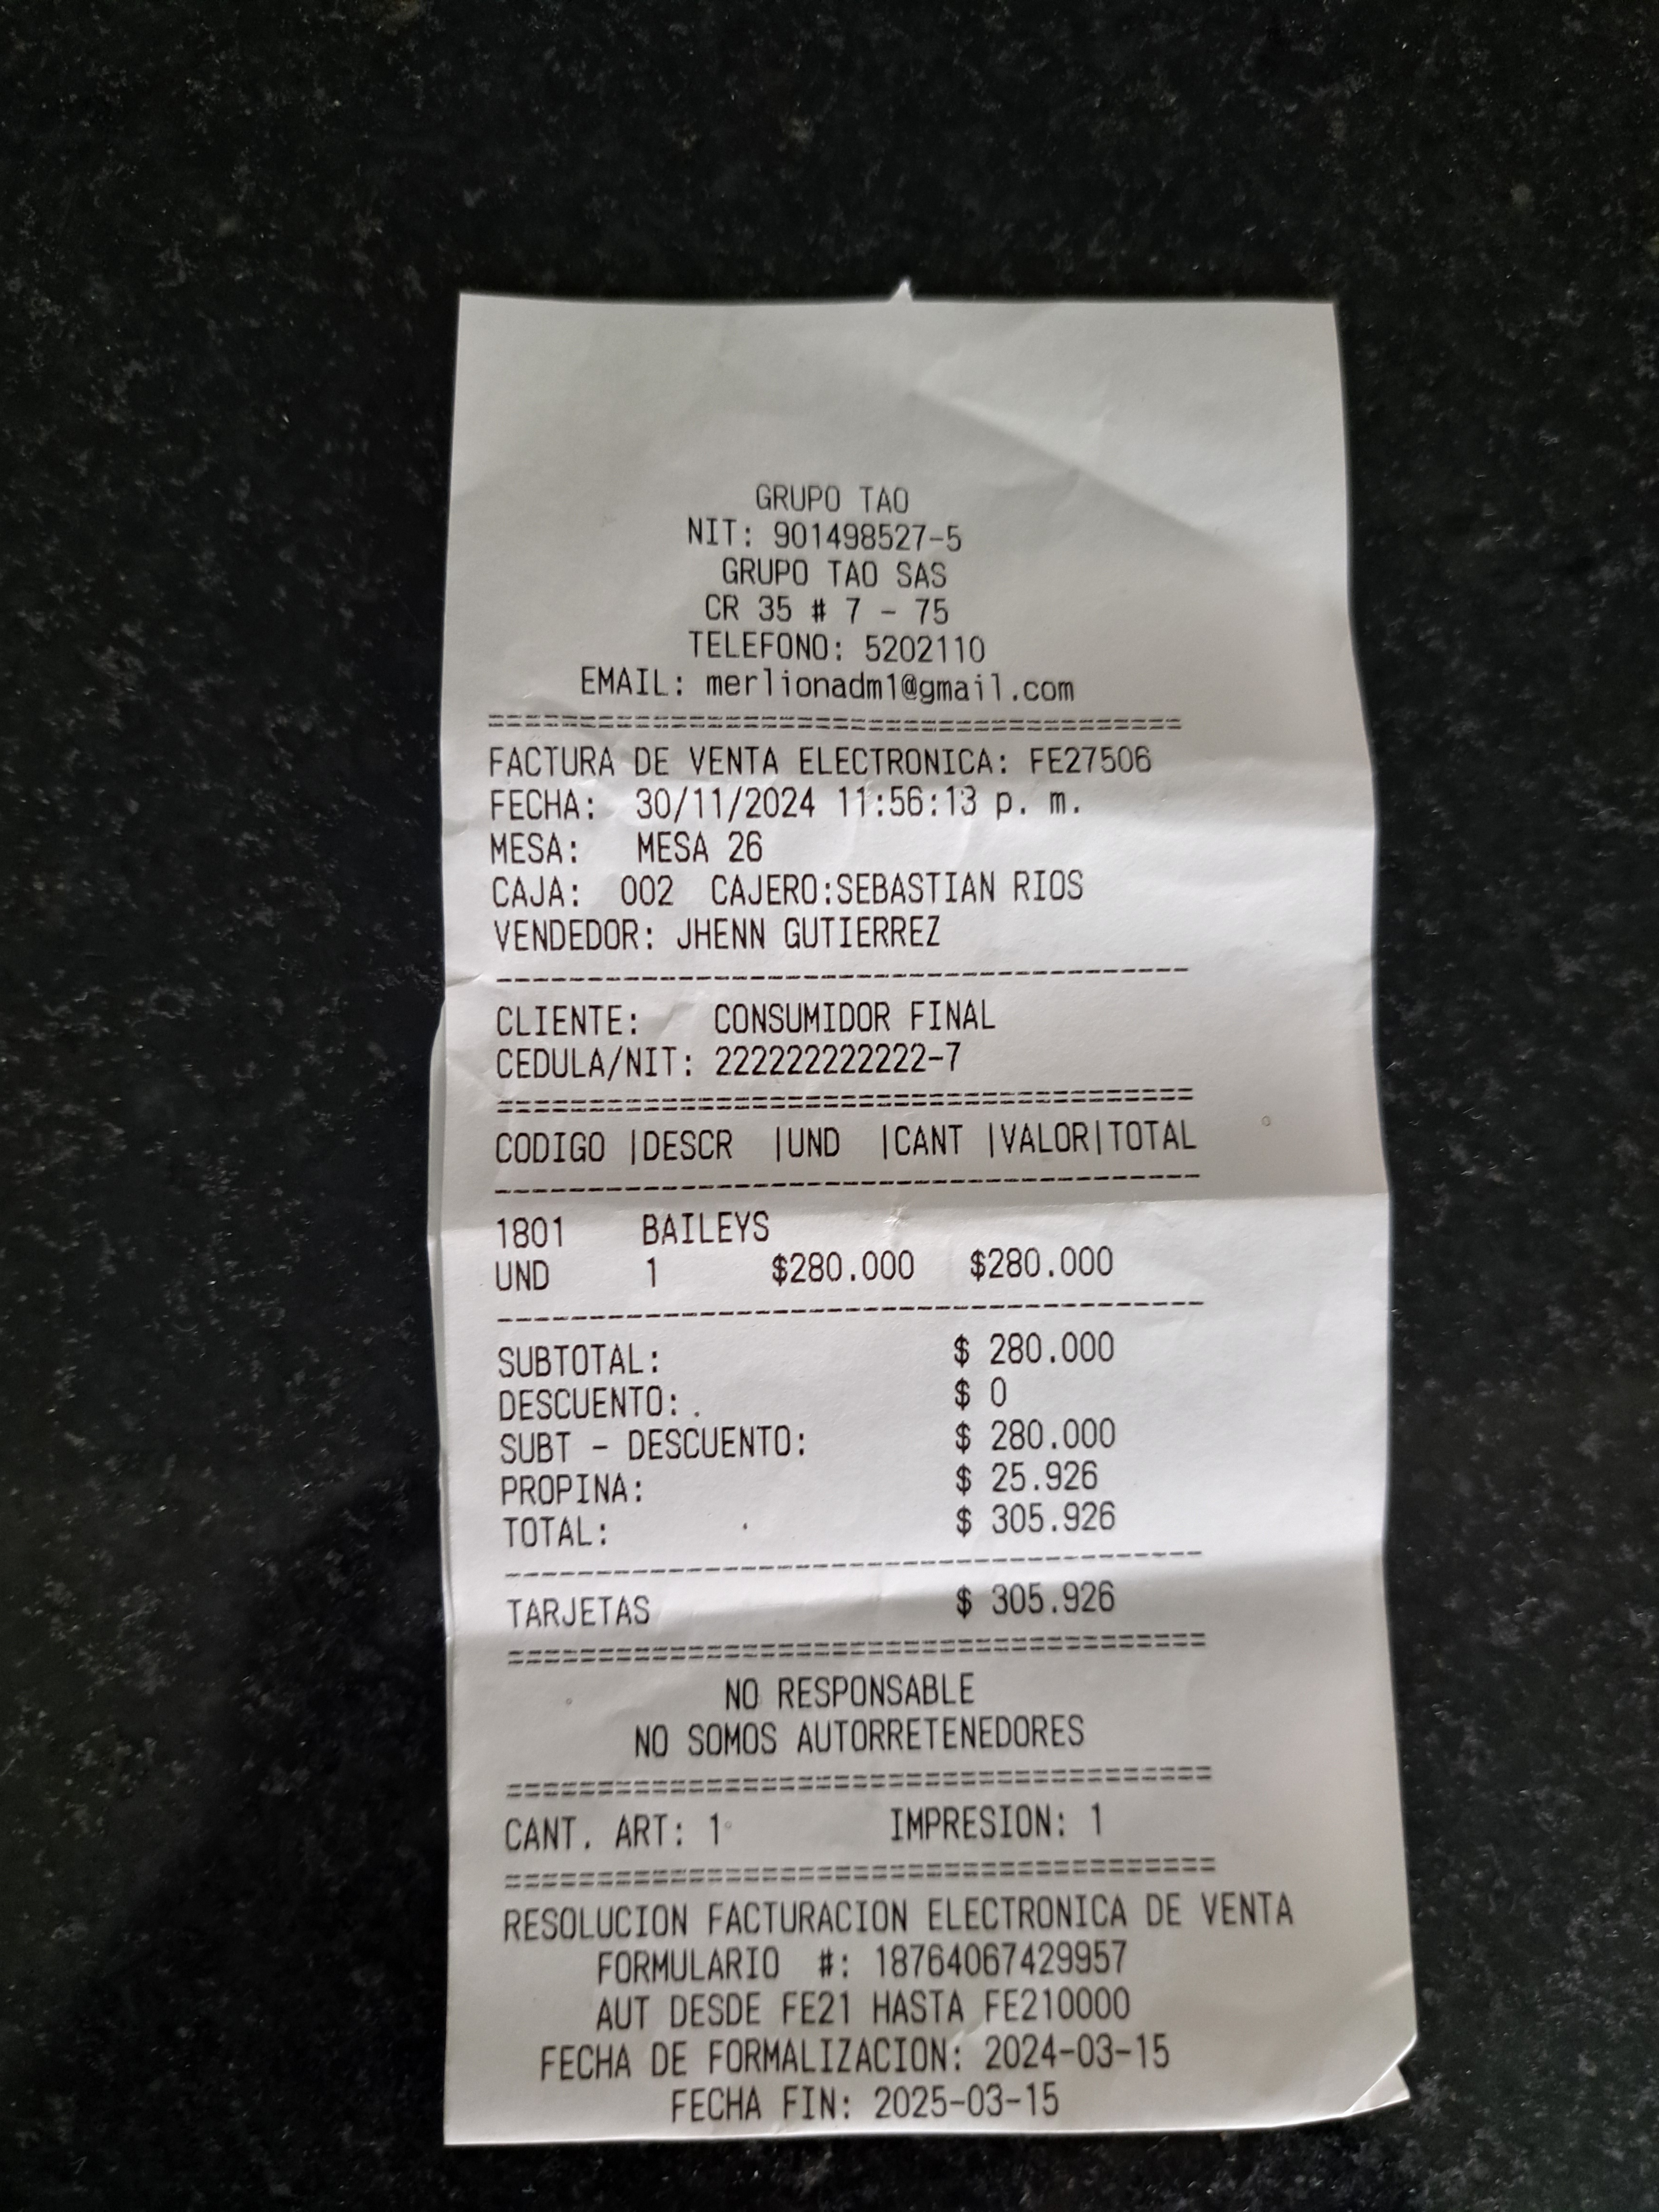 GRUPO TAO
NIT: 901498527-5
GRUPO TAO SAS
CR 35 # 7 - 75
TELEFONO: 5202110
EMAIL: merlionadm1@gmail.com
======================================
FACTURA DE VENTA ELECTRONICA: FE27506
FECHA: 30/11/2024 11:56:13 p. m.
MESA: MESA 26
CAJA: 002 CAJERO:SEBASTIAN RIOS
VENDEDOR: JHENN GUTIERREZ
--------------------------------------
CLIENTE: CONSUMIDOR FINAL
CEDULA/NIT: 222222222222-7
======================================
CODIGO |DESCR |UND |CANT |VALOR|TOTAL
--------------------------------------
1801 BAILEYS
UND 1 $280.000 $280.000
--------------------------------------
SUBTOTAL: $ 280.000
DESCUENTO: $ 0
SUBT - DESCUENTO: $ 280.000
PROPINA: $ 25.926
TOTAL: $ 305.926
--------------------------------------
TARJETAS $ 305.926
======================================
NO RESPONSABLE
NO SOMOS AUTORRETENEDORES
======================================
CANT. ART: 1 IMPRESION: 1
======================================
RESOLUCION FACTURACION ELECTRONICA DE VENTA
FORMULARIO #: 18764067429957
AUT DESDE FE21 HASTA FE210000
FECHA DE FORMALIZACION: 2024-03-15
FECHA FIN: 2025-03-15